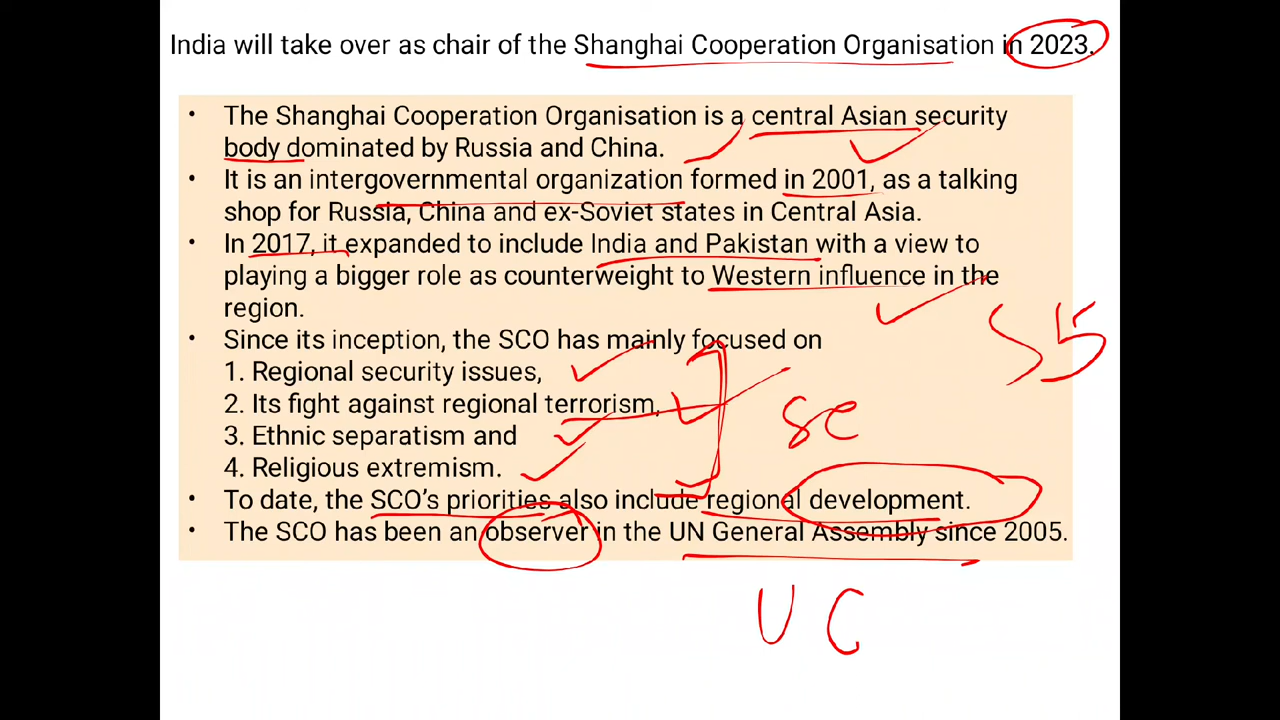 India will take over as chair of the Shanghai Cooperation Organisation in 2023.
• The Shanghai Cooperation Organisation is a central Asian security
body dominated by Russia and China.
• It is an intergovernmental organization formed in 2001, as a talking
shop for Russia, China and ex-Soviet states in Central Asia.
• In 2017, it expanded to include India and Pakistan with a view to
playing a bigger role as counterweight to Western influence in the
region.
• Since its inception, the SCO has mainly focused on
1. Regional security issues,
2. Its fight against regional terrorism,
3. Ethnic separatism and
4. Religious extremism.
• To date, the SCO's priorities also include regional development.
• The SCO has been an observer in the UN General Assembly since 2005.
se